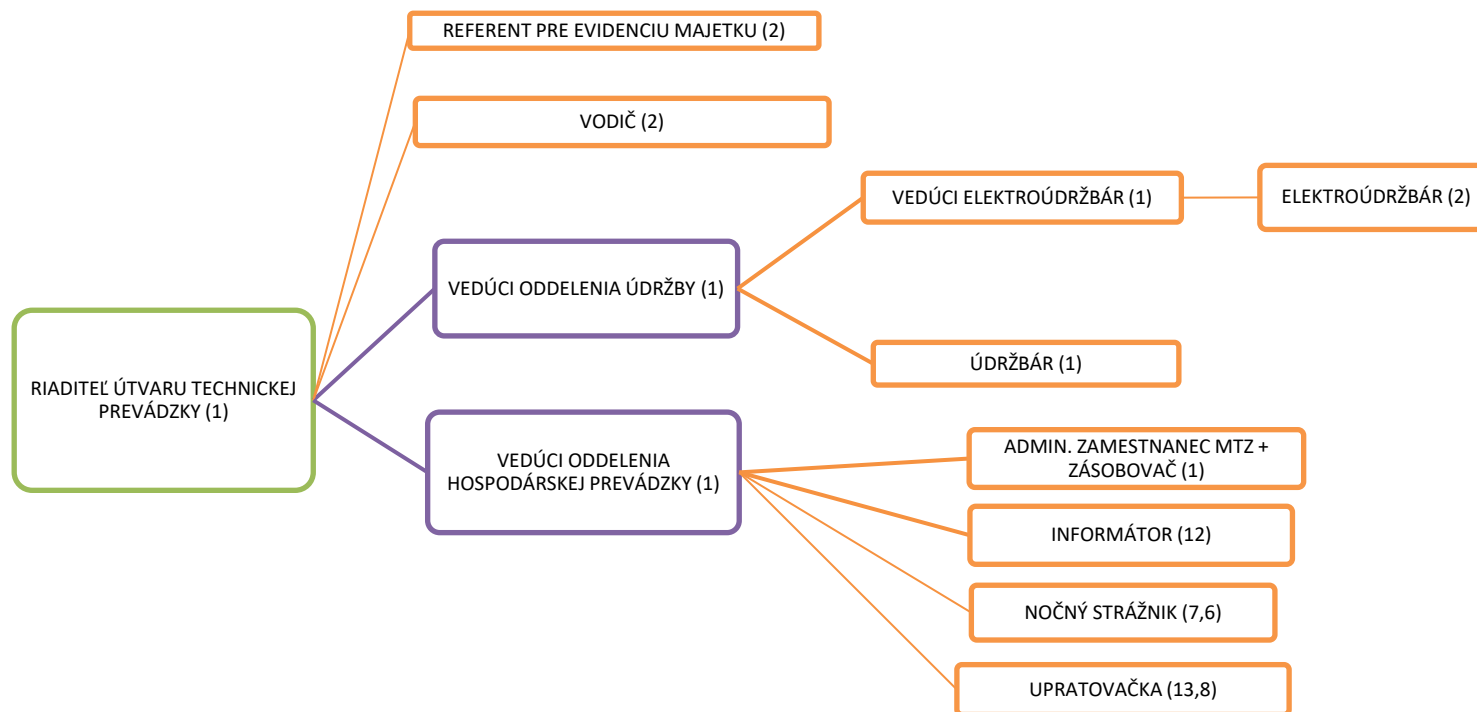 REFERENT PRE EVIDENCIU MAJETKU (2)
VODIČ (2)
VEDÚCI ELEKTROÚDRŽBÁR (1)
ELEKTROÚDRŽBÁR (2)
VEDÚCI ODDELENIA ÚDRŽBY (1)
ÚDRŽBÁR (1)
RIADITEĽ ÚTVARU TECHNICKEJ
PREVÁDZKY (1)
VEDÚCI ODDELENIA
HOSPODÁRSKEJ PREVÁDZKY (1)
ADMIN. ZAMESTNANEC MTZ +
ZÁSOBOVAČ (1)
INFORMÁTOR (12)
NOČNÝ STRÁŽNIK (7,6)
UPRATOVAČKA (13,8)